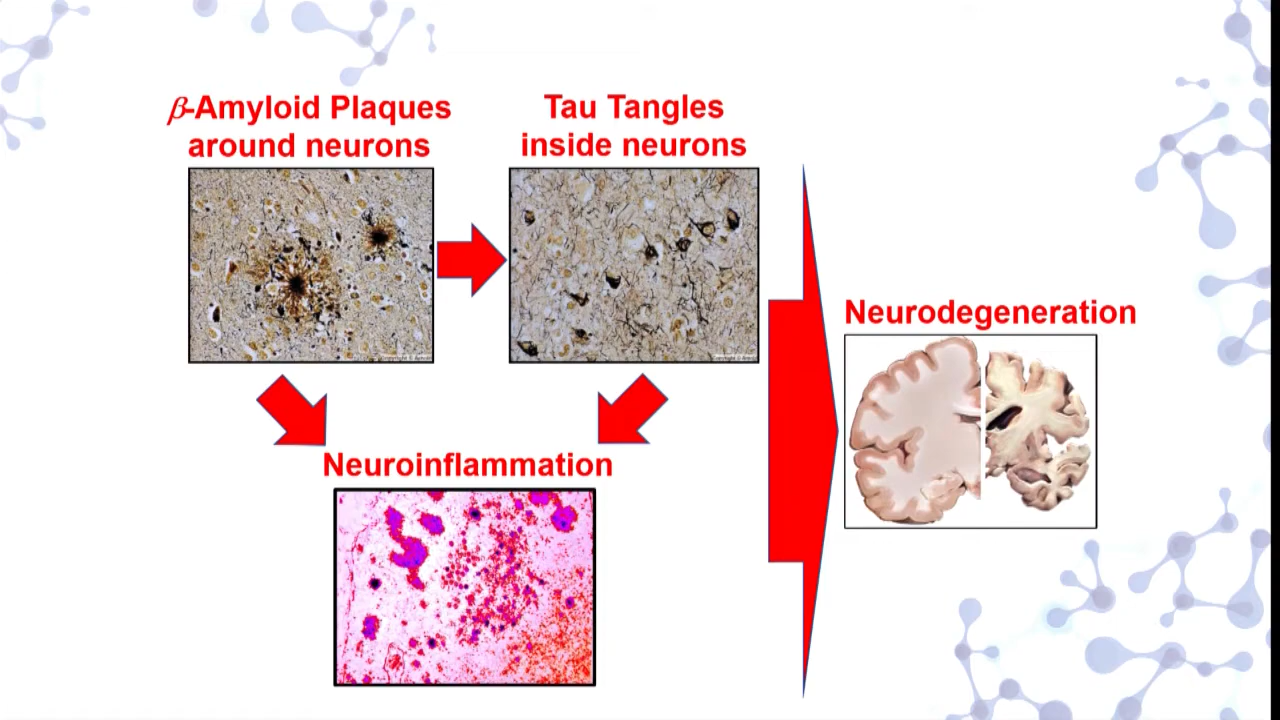 β-Amyloid Plaques
around neurons
Tau Tangles
inside neurons
Neurodegeneration
Neuroinflammation